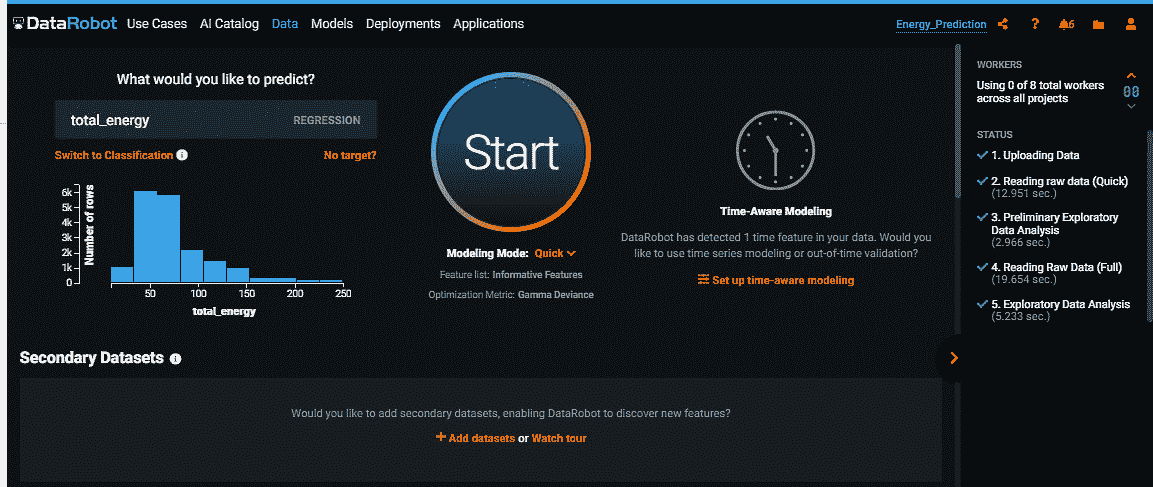 DataRobot Use Cases AI Catalog Data Models Deployments Applications Energy_Prediction ? 6
What would you like to predict?
total_energy REGRESSION
Switch to Classification i No target?
Number of rows
6k
5k
4k
3k
2k
1k
0
50 100 150 200 250
total_energy
Start
Modeling Mode: Quick
Feature list: Informative Features
Optimization Metric: Gamma Deviance
Time-Aware Modeling
DataRobot has detected 1 time feature in your data. Would
you like to use time series modeling or out-of-time validation?
Set up time-aware modeling
WORKERS
Using 0 of 8 total workers
across all projects
STATUS
1. Uploading Data
2. Reading raw data (Quick)
(12.951 sec.)
3. Preliminary Exploratory
Data Analysis
(2.966 sec.)
4. Reading Raw Data (Full)
(19.654 sec.)
5. Exploratory Data Analysis
(5.233 sec.)
Secondary Datasets i
Would you like to add secondary datasets, enabling DataRobot to discover new features?
+ Add datasets or Watch tour